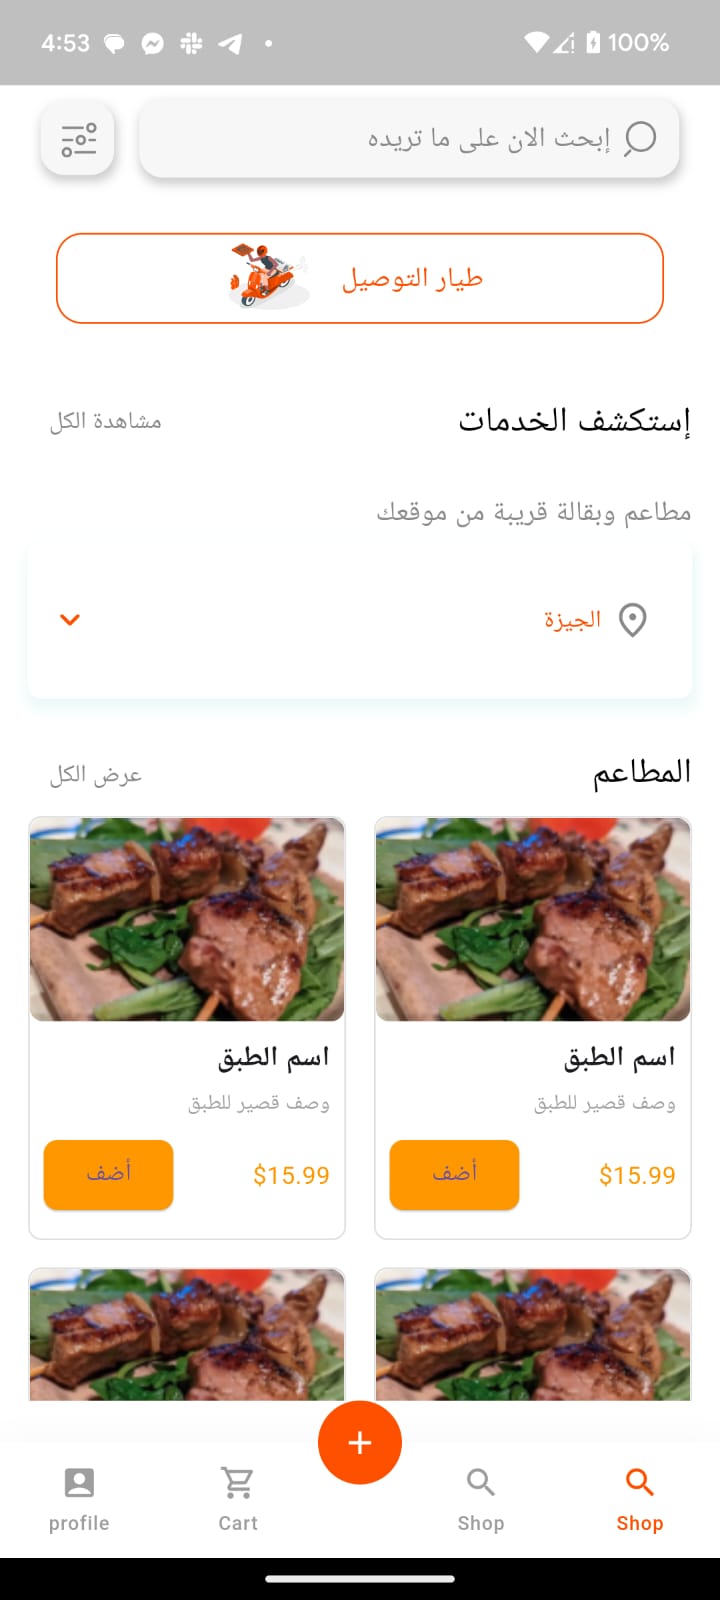 4:53
100%
إبحث الان على ما تريده
طيار التوصيل
إستكشف الخدمات
مشاهدة الكل
مطاعم وبقالة قريبة من موقعك
الجيزة
المطاعم
عرض الكل
اسم الطبق
وصف قصير للطبق
$15.99
أضف
اسم الطبق
وصف قصير للطبق
$15.99
أضف
Shop
Shop
Cart
profile